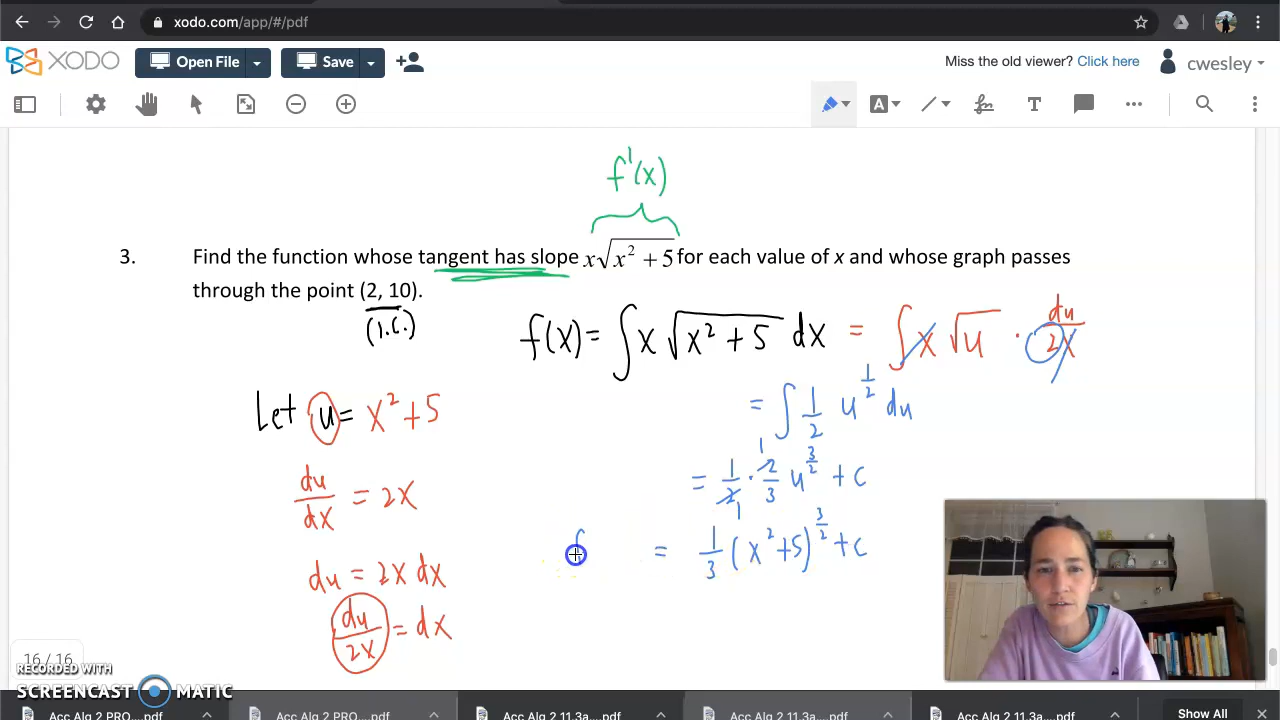 xodo.com/app/#/pdf
XODO
Open File
Save
Miss the old viewer? Click here
cwesley
A
T
f'(x)
3. Find the function whose tangent has slope x√(x² + 5) for each value of x and whose graph passes
through the point (2, 10).
(I.C.)
f(x) = ∫ x √(x² + 5) dx = ∫ x √u · du/2x
Let u = x² + 5
= ∫ 1/2 u^(1/2) du
du/dx = 2x
= 1/2 · 2/3 u^(3/2) + C
1
1
f = 1/3 (x² + 5)^(3/2) + C
du = 2x dx
du/2x = dx
16 / 16
RECORDED WITH
SCREENCAST MATIC
Acc Alg 2 PRO....pdf
Acc Alg 2 PRO....pdf
Acc Alg 2 11.3a....pdf
Acc Alg 2 11.3a....pdf
Acc Alg 2 11.3a....pdf
Show All